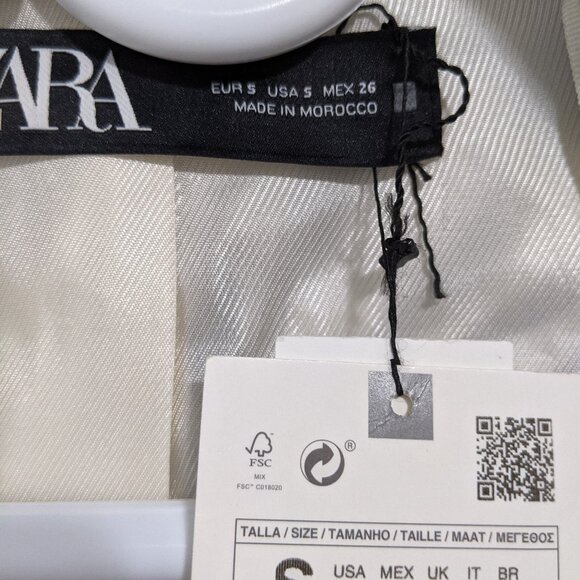 ZARA
EUR S USA S MEX 26
MADE IN MOROCCO
®
FSC
MIX
FSC™ C018020
TALLA / SIZE / TAMANHO / TAILLE / MAAT / ΜΕΓΕΘΟΣ
S
USA MEX UK IT BR